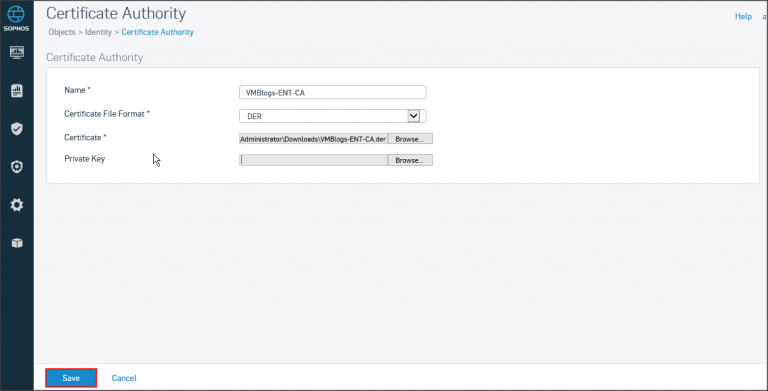 Certificate Authority
Help a
SOPHOS
Objects > Identity > Certificate Authority
Certificate Authority
Name * VMBlogs-ENT-CA
Certificate File Format * DER
Certificate * Administrator\Downloads\VMBlogs-ENT-CA.der Browse...
Private Key Browse...
Save Cancel